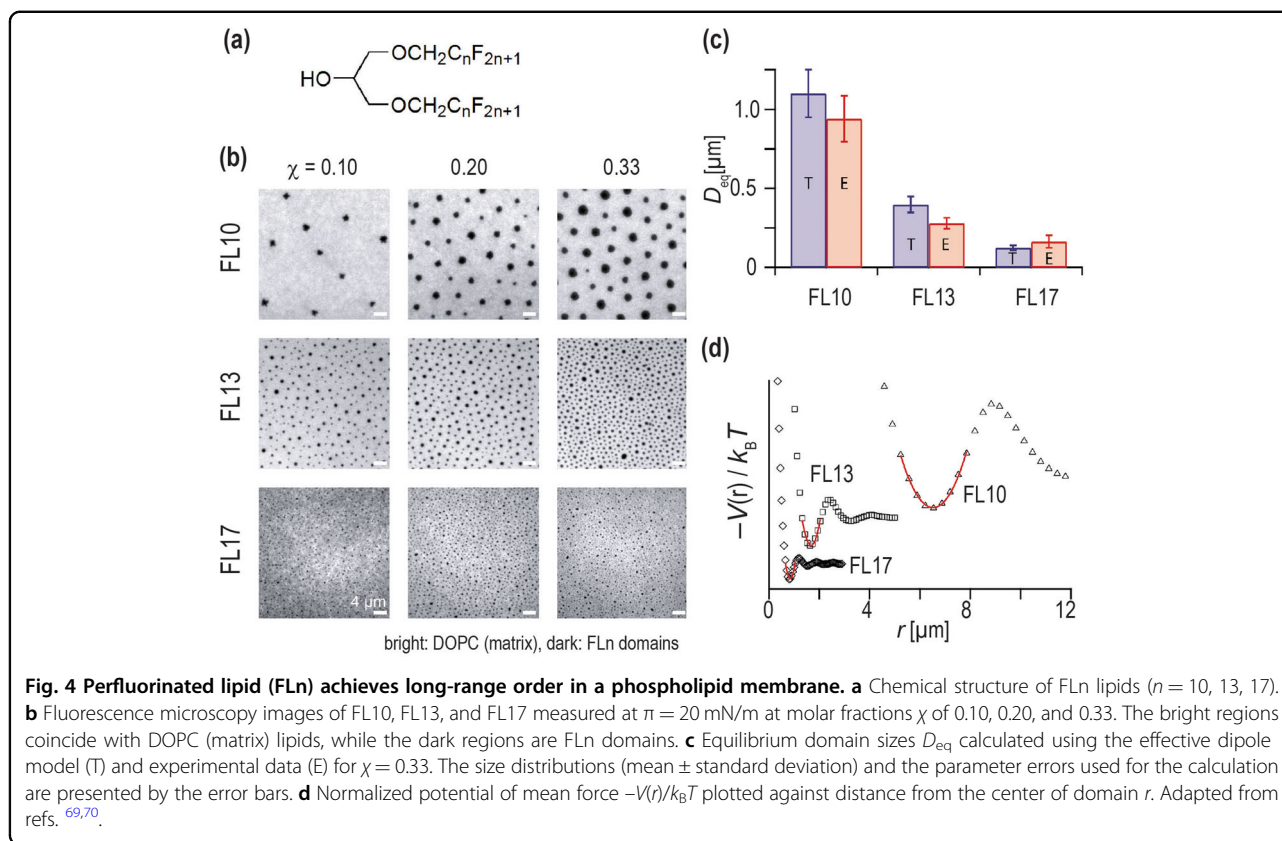 (a)
HO
OCH₂CₙF₂ₙ₊₁
OCH₂CₙF₂ₙ₊₁
(b)
χ = 0.10 0.20 0.33
FL10
FL13
FL17
4 µm
bright: DOPC (matrix), dark: FLn domains
(c)
D_eq [µm]
1.0
0.5
0
T E T E T E
FL10 FL13 FL17
(d)
–V(r) / k_BT
FL13
FL10
FL17
0 4 8 12
r [µm]
Fig. 4 Perfluorinated lipid (FLn) achieves long-range order in a phospholipid membrane. a Chemical structure of FLn lipids (n = 10, 13, 17).
b Fluorescence microscopy images of FL10, FL13, and FL17 measured at π = 20 mN/m at molar fractions χ of 0.10, 0.20, and 0.33. The bright regions
coincide with DOPC (matrix) lipids, while the dark regions are FLn domains. c Equilibrium domain sizes D_eq calculated using the effective dipole
model (T) and experimental data (E) for χ = 0.33. The size distributions (mean ± standard deviation) and the parameter errors used for the calculation
are presented by the error bars. d Normalized potential of mean force –V(r)/k_BT plotted against distance from the center of domain r. Adapted from
refs. 69,70.